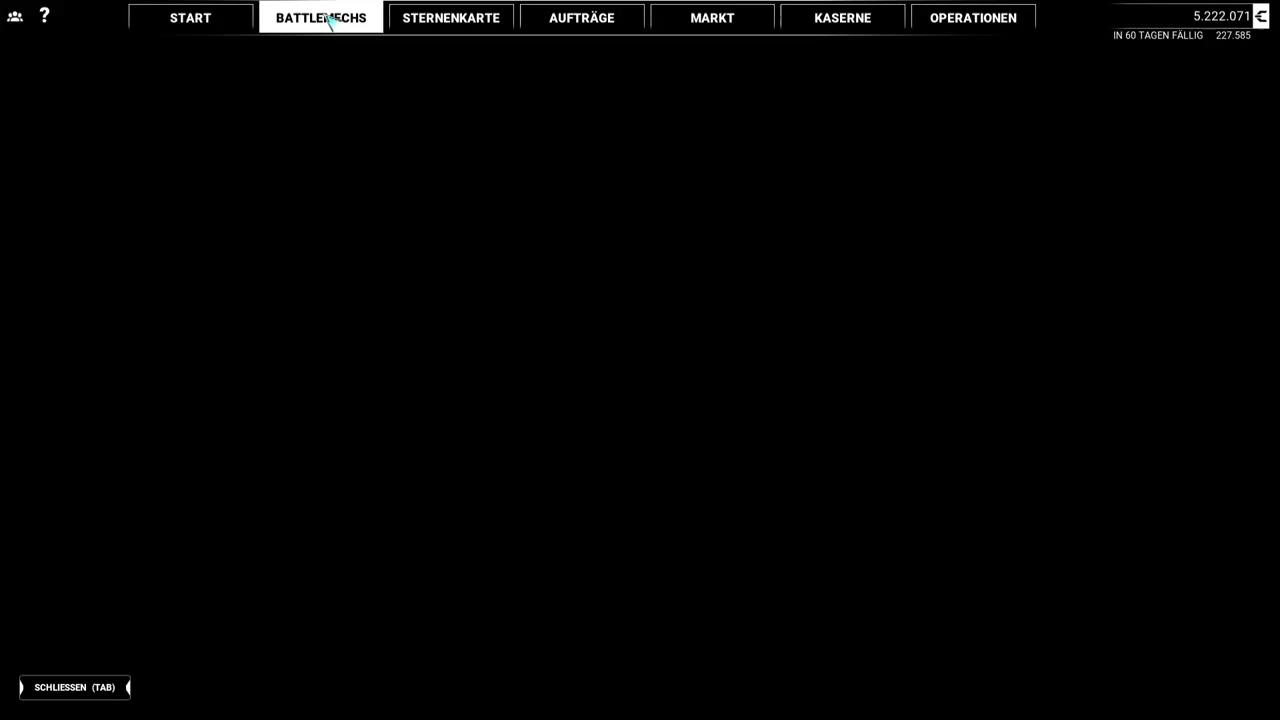 ?
START
BATTLEMECHS
STERNENKARTE
AUFTRÄGE
MARKT
KASERNE
OPERATIONEN
5.222.071 €
IN 60 TAGEN FÄLLIG 227.585
SCHLIESSEN (TAB)